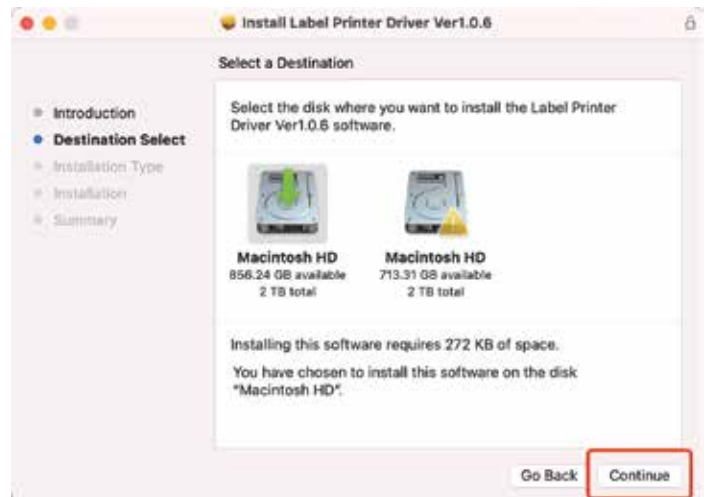 Install Label Printer Driver Ver1.0.6
Select a Destination
Introduction
Destination Select
Installation Type
Installation
Summary
Select the disk where you want to install the Label Printer
Driver Ver1.0.6 software.
Macintosh HD
856.24 GB available
2 TB total
Macintosh HD
713.31 GB available
2 TB total
Installing this software requires 272 KB of space.
You have chosen to install this software on the disk
"Macintosh HD".
Go Back
Continue